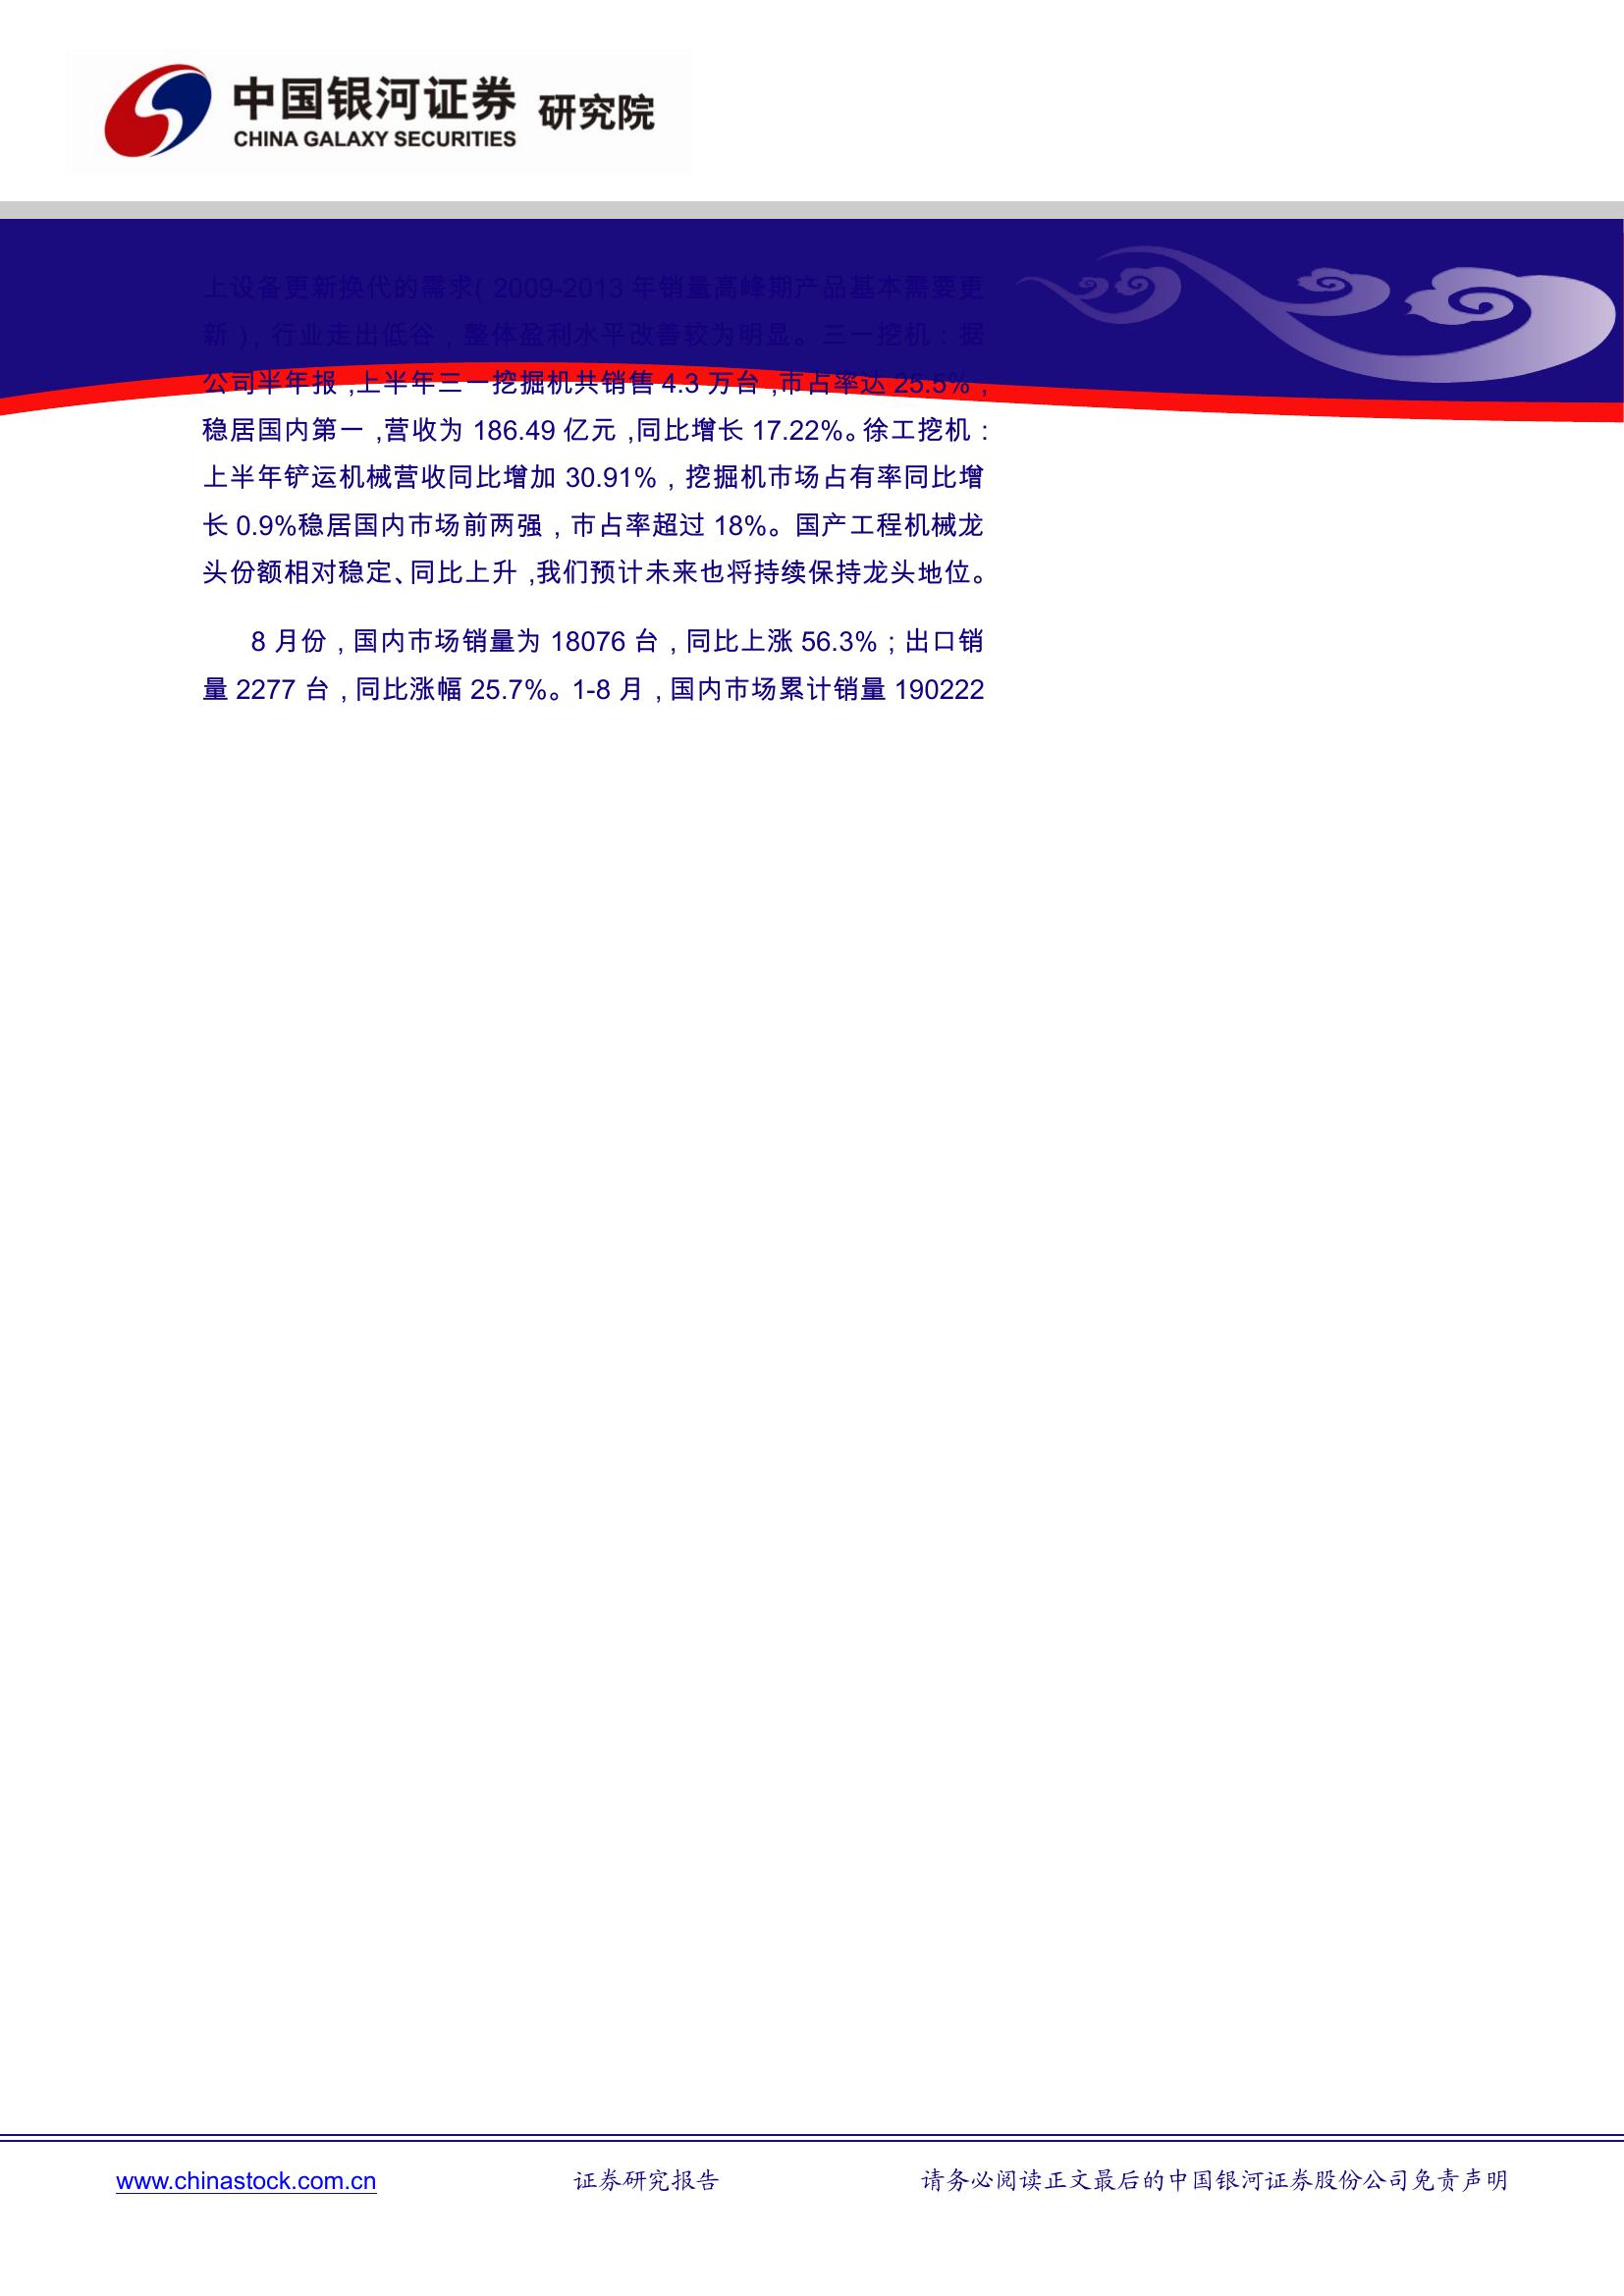 中国银河证券 研究院
CHINA GALAXY SECURITIES
上设备更新换代的需求( 2009-2013 年销量高峰期产品基本需要更
新 ) , 行业走出低谷 , 整体盈利水平改善较为明显。三一挖机 : 据
公司半年报 ,上半年三一挖掘机共销售 4.3 万台 ,市占率达 25.5% ,
稳居国内第一 ,营收为 186.49 亿元 ,同比增长 17.22%。徐工挖机 :
上半年铲运机械营收同比增加 30.91% , 挖掘机市场占有率同比增
长 0.9%稳居国内市场前两强 , 市占率超过 18%。国产工程机械龙
头份额相对稳定、同比上升 ,我们预计未来也将持续保持龙头地位。
8 月份 , 国内市场销量为 18076 台 , 同比上涨 56.3% ; 出口销
量 2277 台 , 同比涨幅 25.7%。1-8 月 , 国内市场累计销量 190222
www.chinastock.com.cn 证券研究报告 请务必阅读正文最后的中国银河证券股份公司免责声明